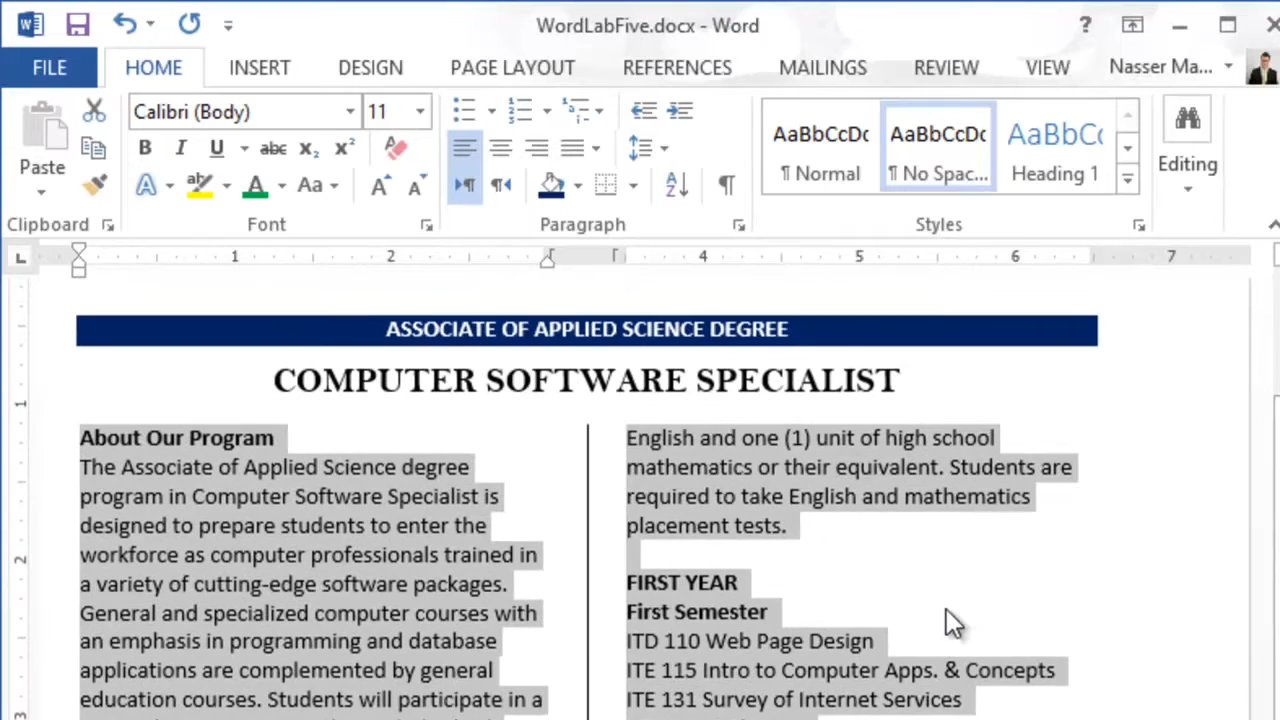 WordLabFive.docx - Word
FILE HOME INSERT DESIGN PAGE LAYOUT REFERENCES MAILINGS REVIEW VIEW Nasser Ma...
Calibri (Body) 11
AaBbCcDc AaBbCcDc AaBbCc
Paste
¶ Normal ¶ No Spac... Heading 1
Editing
Clipboard Font Paragraph Styles
1 2 4 5 6 7
ASSOCIATE OF APPLIED SCIENCE DEGREE
COMPUTER SOFTWARE SPECIALIST
About Our Program
The Associate of Applied Science degree
program in Computer Software Specialist is
designed to prepare students to enter the
workforce as computer professionals trained in
a variety of cutting-edge software packages.
General and specialized computer courses with
an emphasis in programming and database
applications are complemented by general
education courses. Students will participate in a
English and one (1) unit of high school
mathematics or their equivalent. Students are
required to take English and mathematics
placement tests.
FIRST YEAR
First Semester
ITD 110 Web Page Design
ITE 115 Intro to Computer Apps. & Concepts
ITE 131 Survey of Internet Services